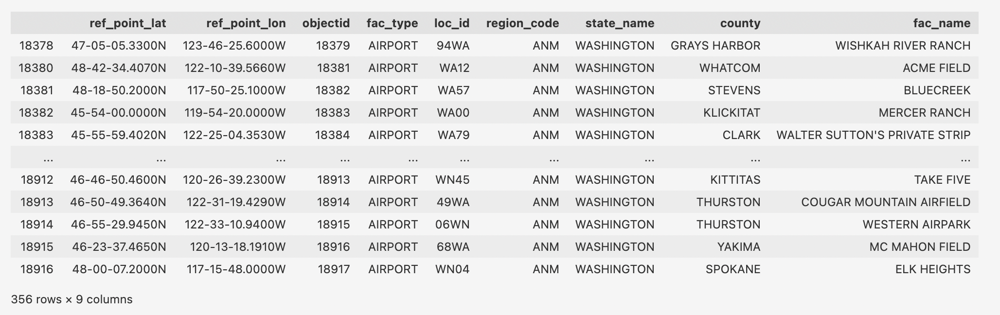 ref_point_lat ref_point_lon objectid fac_type loc_id region_code state_name county fac_name
18378 47-05-05.3300N 123-46-25.6000W 18379 AIRPORT 94WA ANM WASHINGTON GRAYS HARBOR WISHKAH RIVER RANCH
18380 48-42-34.4070N 122-10-39.5660W 18381 AIRPORT WA12 ANM WASHINGTON WHATCOM ACME FIELD
18381 48-18-50.2000N 117-50-25.1000W 18382 AIRPORT WA57 ANM WASHINGTON STEVENS BLUECREEK
18382 45-54-00.0000N 119-54-20.0000W 18383 AIRPORT WA00 ANM WASHINGTON KLICKITAT MERCER RANCH
18383 45-55-59.4020N 122-25-04.3530W 18384 AIRPORT WA79 ANM WASHINGTON CLARK WALTER SUTTON'S PRIVATE STRIP
... ... ... ... ... ... ... ... ... ...
18912 46-46-50.4600N 120-26-39.2300W 18913 AIRPORT WN45 ANM WASHINGTON KITTITAS TAKE FIVE
18913 46-50-49.3640N 122-31-19.4290W 18914 AIRPORT 49WA ANM WASHINGTON THURSTON COUGAR MOUNTAIN AIRFIELD
18914 46-55-29.9450N 122-33-10.9400W 18915 AIRPORT 06WN ANM WASHINGTON THURSTON WESTERN AIRPARK
18915 46-23-37.4650N 120-13-18.1910W 18916 AIRPORT 68WA ANM WASHINGTON YAKIMA MC MAHON FIELD
18916 48-00-07.2000N 117-15-48.0000W 18917 AIRPORT WN04 ANM WASHINGTON SPOKANE ELK HEIGHTS
356 rows × 9 columns